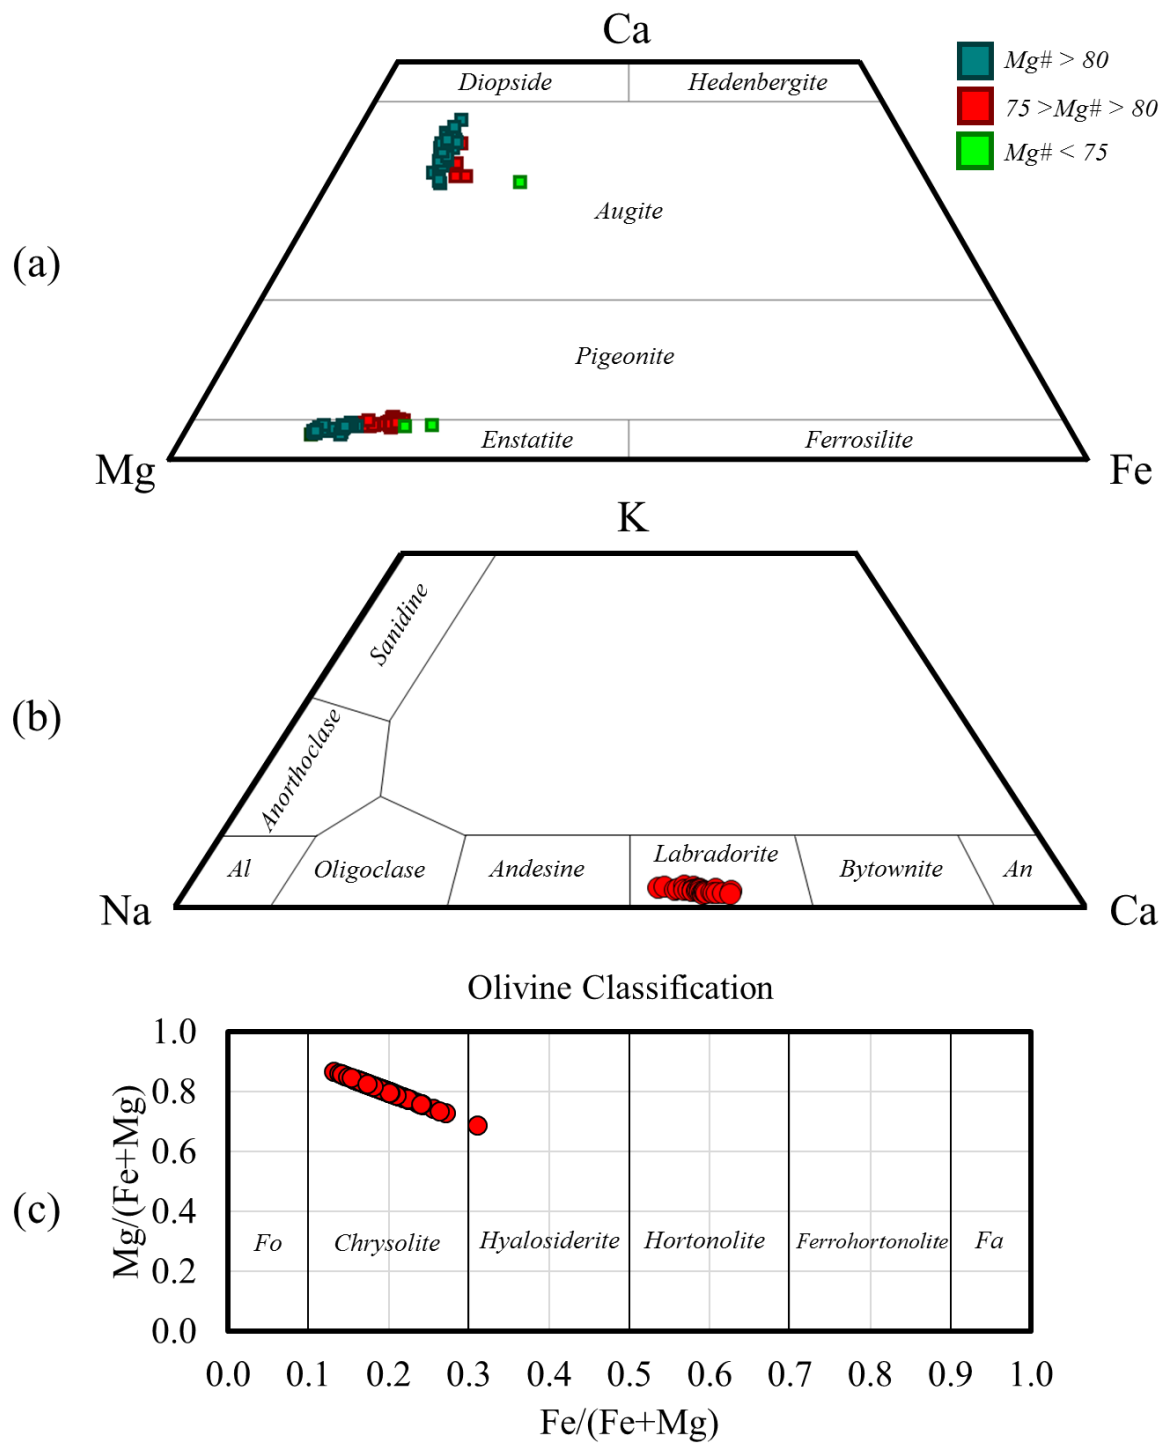 Ca
Diopside
Hedenbergite
Mg# > 80
75 >Mg# > 80
Mg# < 75
Augite
(a)
Pigeonite
Enstatite
Ferrosilite
Mg
Fe
K
Sanidine
(b)
Anorthoclase
Al
Oligoclase
Andesine
Labradorite
Bytownite
An
Na
Ca
Olivine Classification
1.0
0.8
0.6
0.4
0.2
0.0
Mg/(Fe+Mg)
(c)
Fo
Chrysolite
Hyalosiderite
Hortonolite
Ferrohortonolite
Fa
0.0 0.1 0.2 0.3 0.4 0.5 0.6 0.7 0.8 0.9 1.0
Fe/(Fe+Mg)